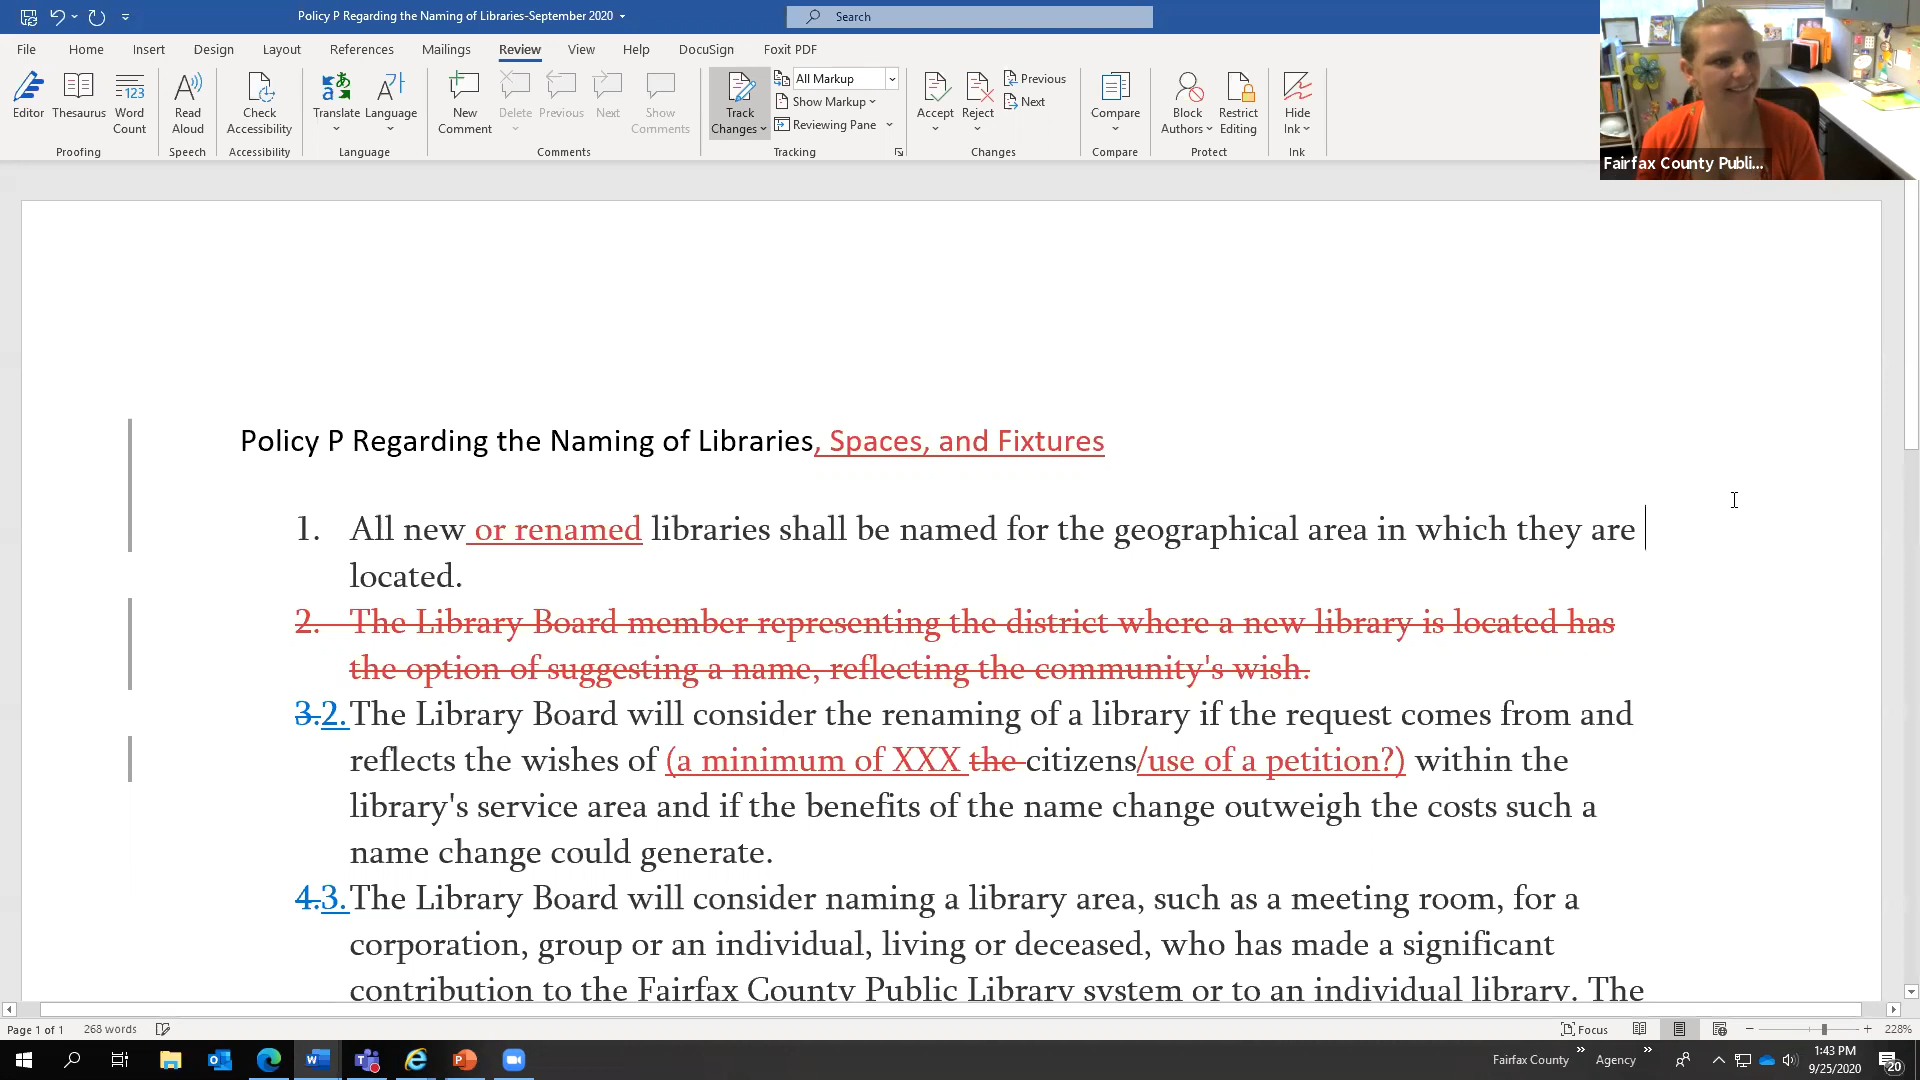 Policy P Regarding the Naming of Libraries-September 2020
Search
File Home Insert Design Layout References Mailings Review View Help DocuSign Foxit PDF
Editor Thesaurus Word Count
Proofing
Read Aloud
Speech
Check Accessibility
Accessibility
Translate Language
Language
New Comment Delete Previous Next Show Comments
Comments
Track Changes
All Markup
Show Markup
Reviewing Pane
Tracking
Accept Reject
Previous
Next
Changes
Compare
Compare
Block Authors Restrict Editing
Protect
Hide Ink
Ink
Fairfax County Publi...
Policy P Regarding the Naming of Libraries, Spaces, and Fixtures
1. All new or renamed libraries shall be named for the geographical area in which they are
located.
2. The Library Board member representing the district where a new library is located has
the option of suggesting a name, reflecting the community's wish.
3.2. The Library Board will consider the renaming of a library if the request comes from and
reflects the wishes of (a minimum of XXX the citizens/use of a petition?) within the
library's service area and if the benefits of the name change outweigh the costs such a
name change could generate.
4.3. The Library Board will consider naming a library area, such as a meeting room, for a
corporation, group or an individual, living or deceased, who has made a significant
contribution to the Fairfax County Public Library system or to an individual library. The
Page 1 of 1 268 words
Focus
228%
Fairfax County
Agency
1:43 PM
9/25/2020
20